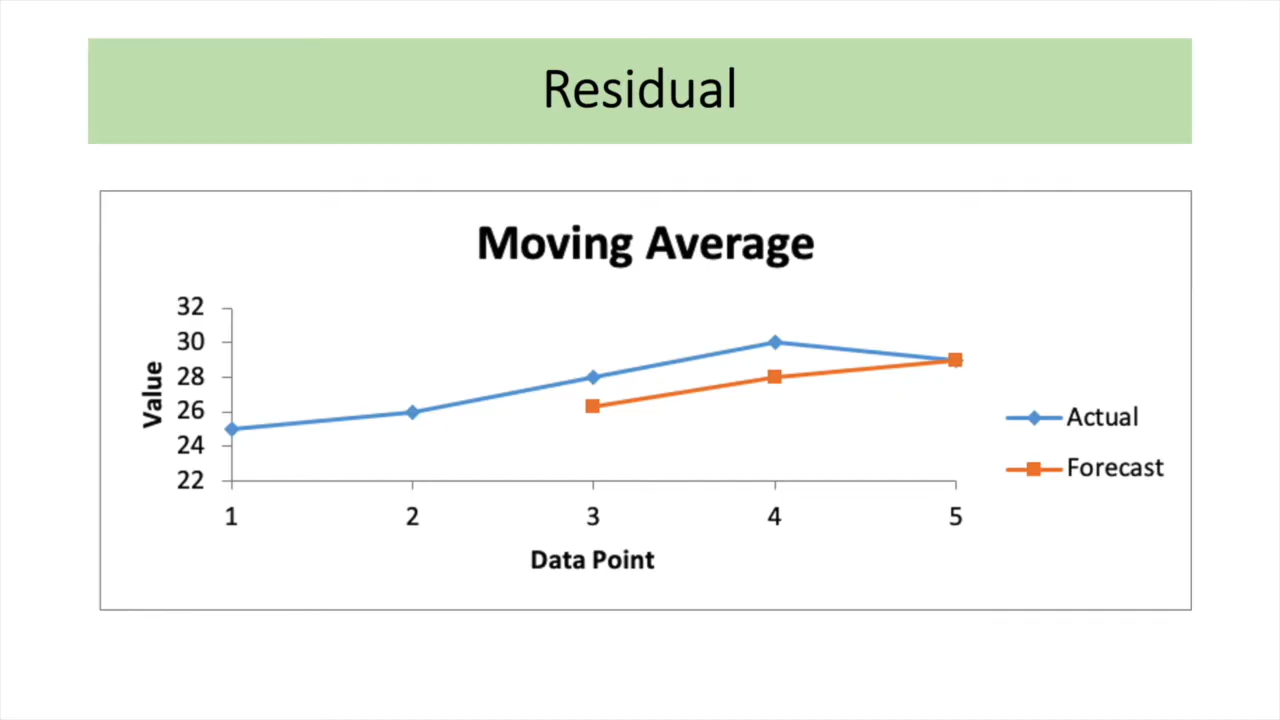 Residual
Moving Average
32
30
28
26
24
22
Value
1 2 3 4 5
Data Point
Actual
Forecast